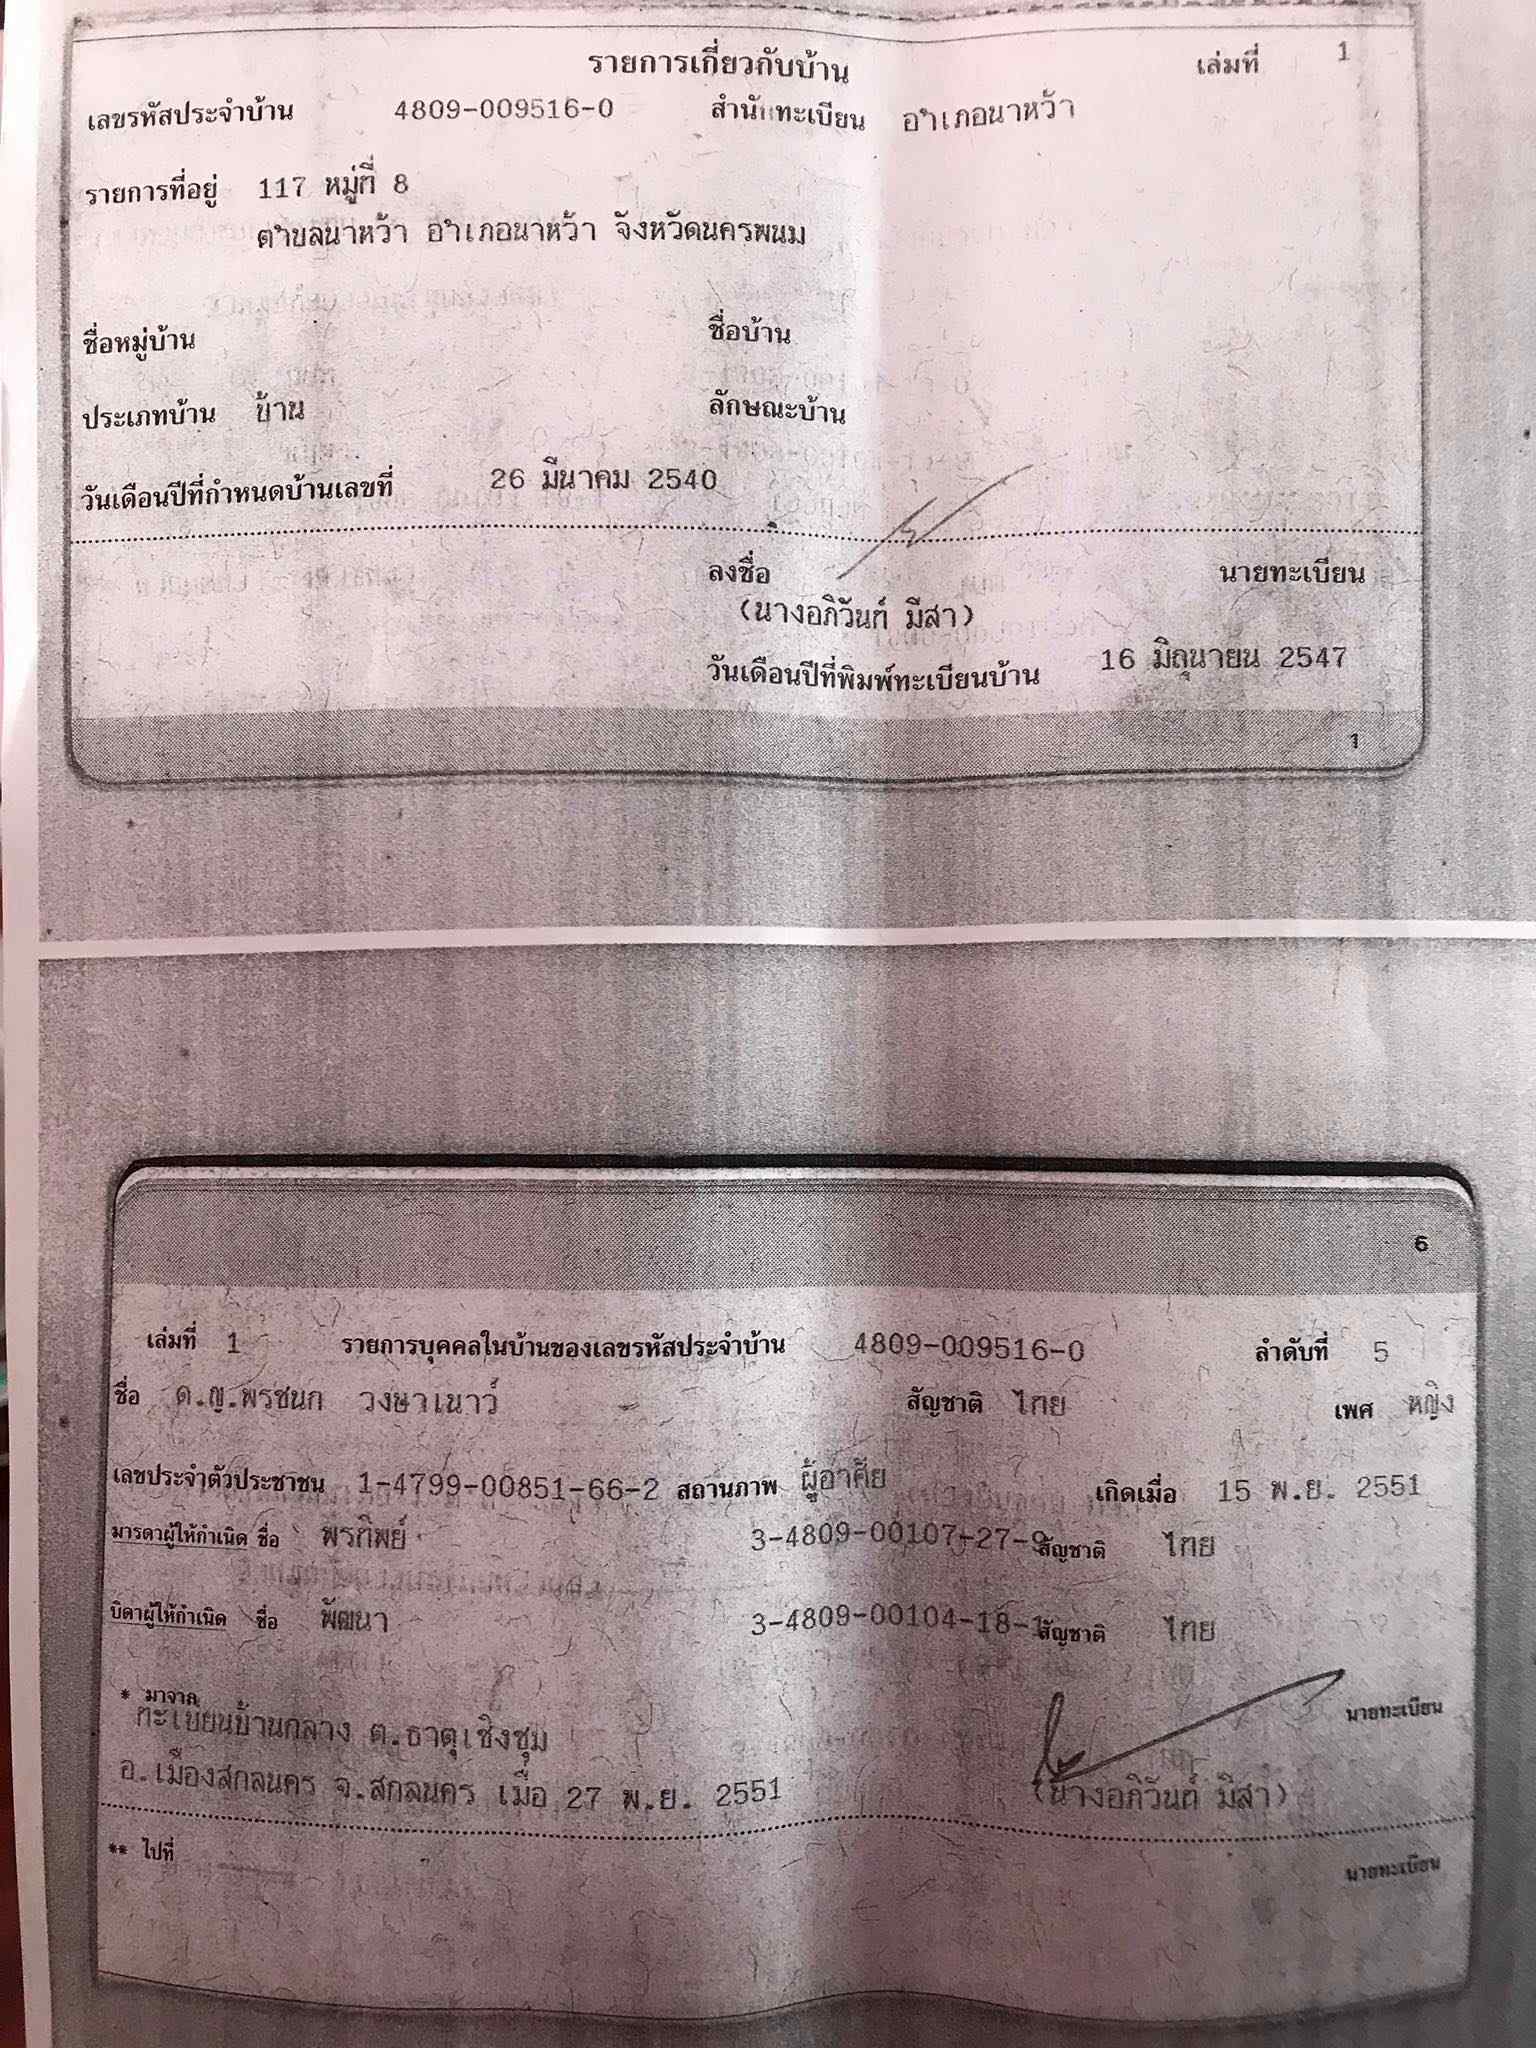 รายการเกี่ยวกับบ้าน เล่มที่ 1
เลขรหัสประจำบ้าน 4809-009516-0 สำนักทะเบียน อำเภอนาหว้า
รายการที่อยู่ 117 หมู่ที่ 8
ตำบลนาหว้า อำเภอนาหว้า จังหวัดนครพนม
ชื่อหมู่บ้าน ชื่อบ้าน
ประเภทบ้าน บ้าน ลักษณะบ้าน
วันเดือนปีที่กำหนดบ้านเลขที่ 26 มีนาคม 2540
ลงชื่อ นายทะเบียน
(นางอภิวันท์ มีสา)
วันเดือนปีที่พิมพ์ทะเบียนบ้าน 16 มิถุนายน 2547
1
6
เล่มที่ 1 รายการบุคคลในบ้านของเลขรหัสประจำบ้าน 4809-009516-0 ลำดับที่ 5
ชื่อ ด.ญ.พรชนก วงษาเนาว์ สัญชาติ ไทย เพศ หญิง
เลขประจำตัวประชาชน 1-4799-00851-66-2 สถานภาพ ผู้อาศัย เกิดเมื่อ 15 พ.ย. 2551
มารดาผู้ให้กำเนิด ชื่อ พรทิพย์ 3-4809-00107-27- สัญชาติ ไทย
บิดาผู้ให้กำเนิด ชื่อ พัฒนา 3-4809-00104-18-1 สัญชาติ ไทย
* มาจาก
ทะเบียนบ้านกลาง ต.ธาตุเชิงชุม นายทะเบียน
อ.เมืองสกลนคร จ.สกลนคร เมื่อ 27 พ.ย. 2551 (นางอภิวันท์ มีสา)
** ไปที่ นายทะเบียน